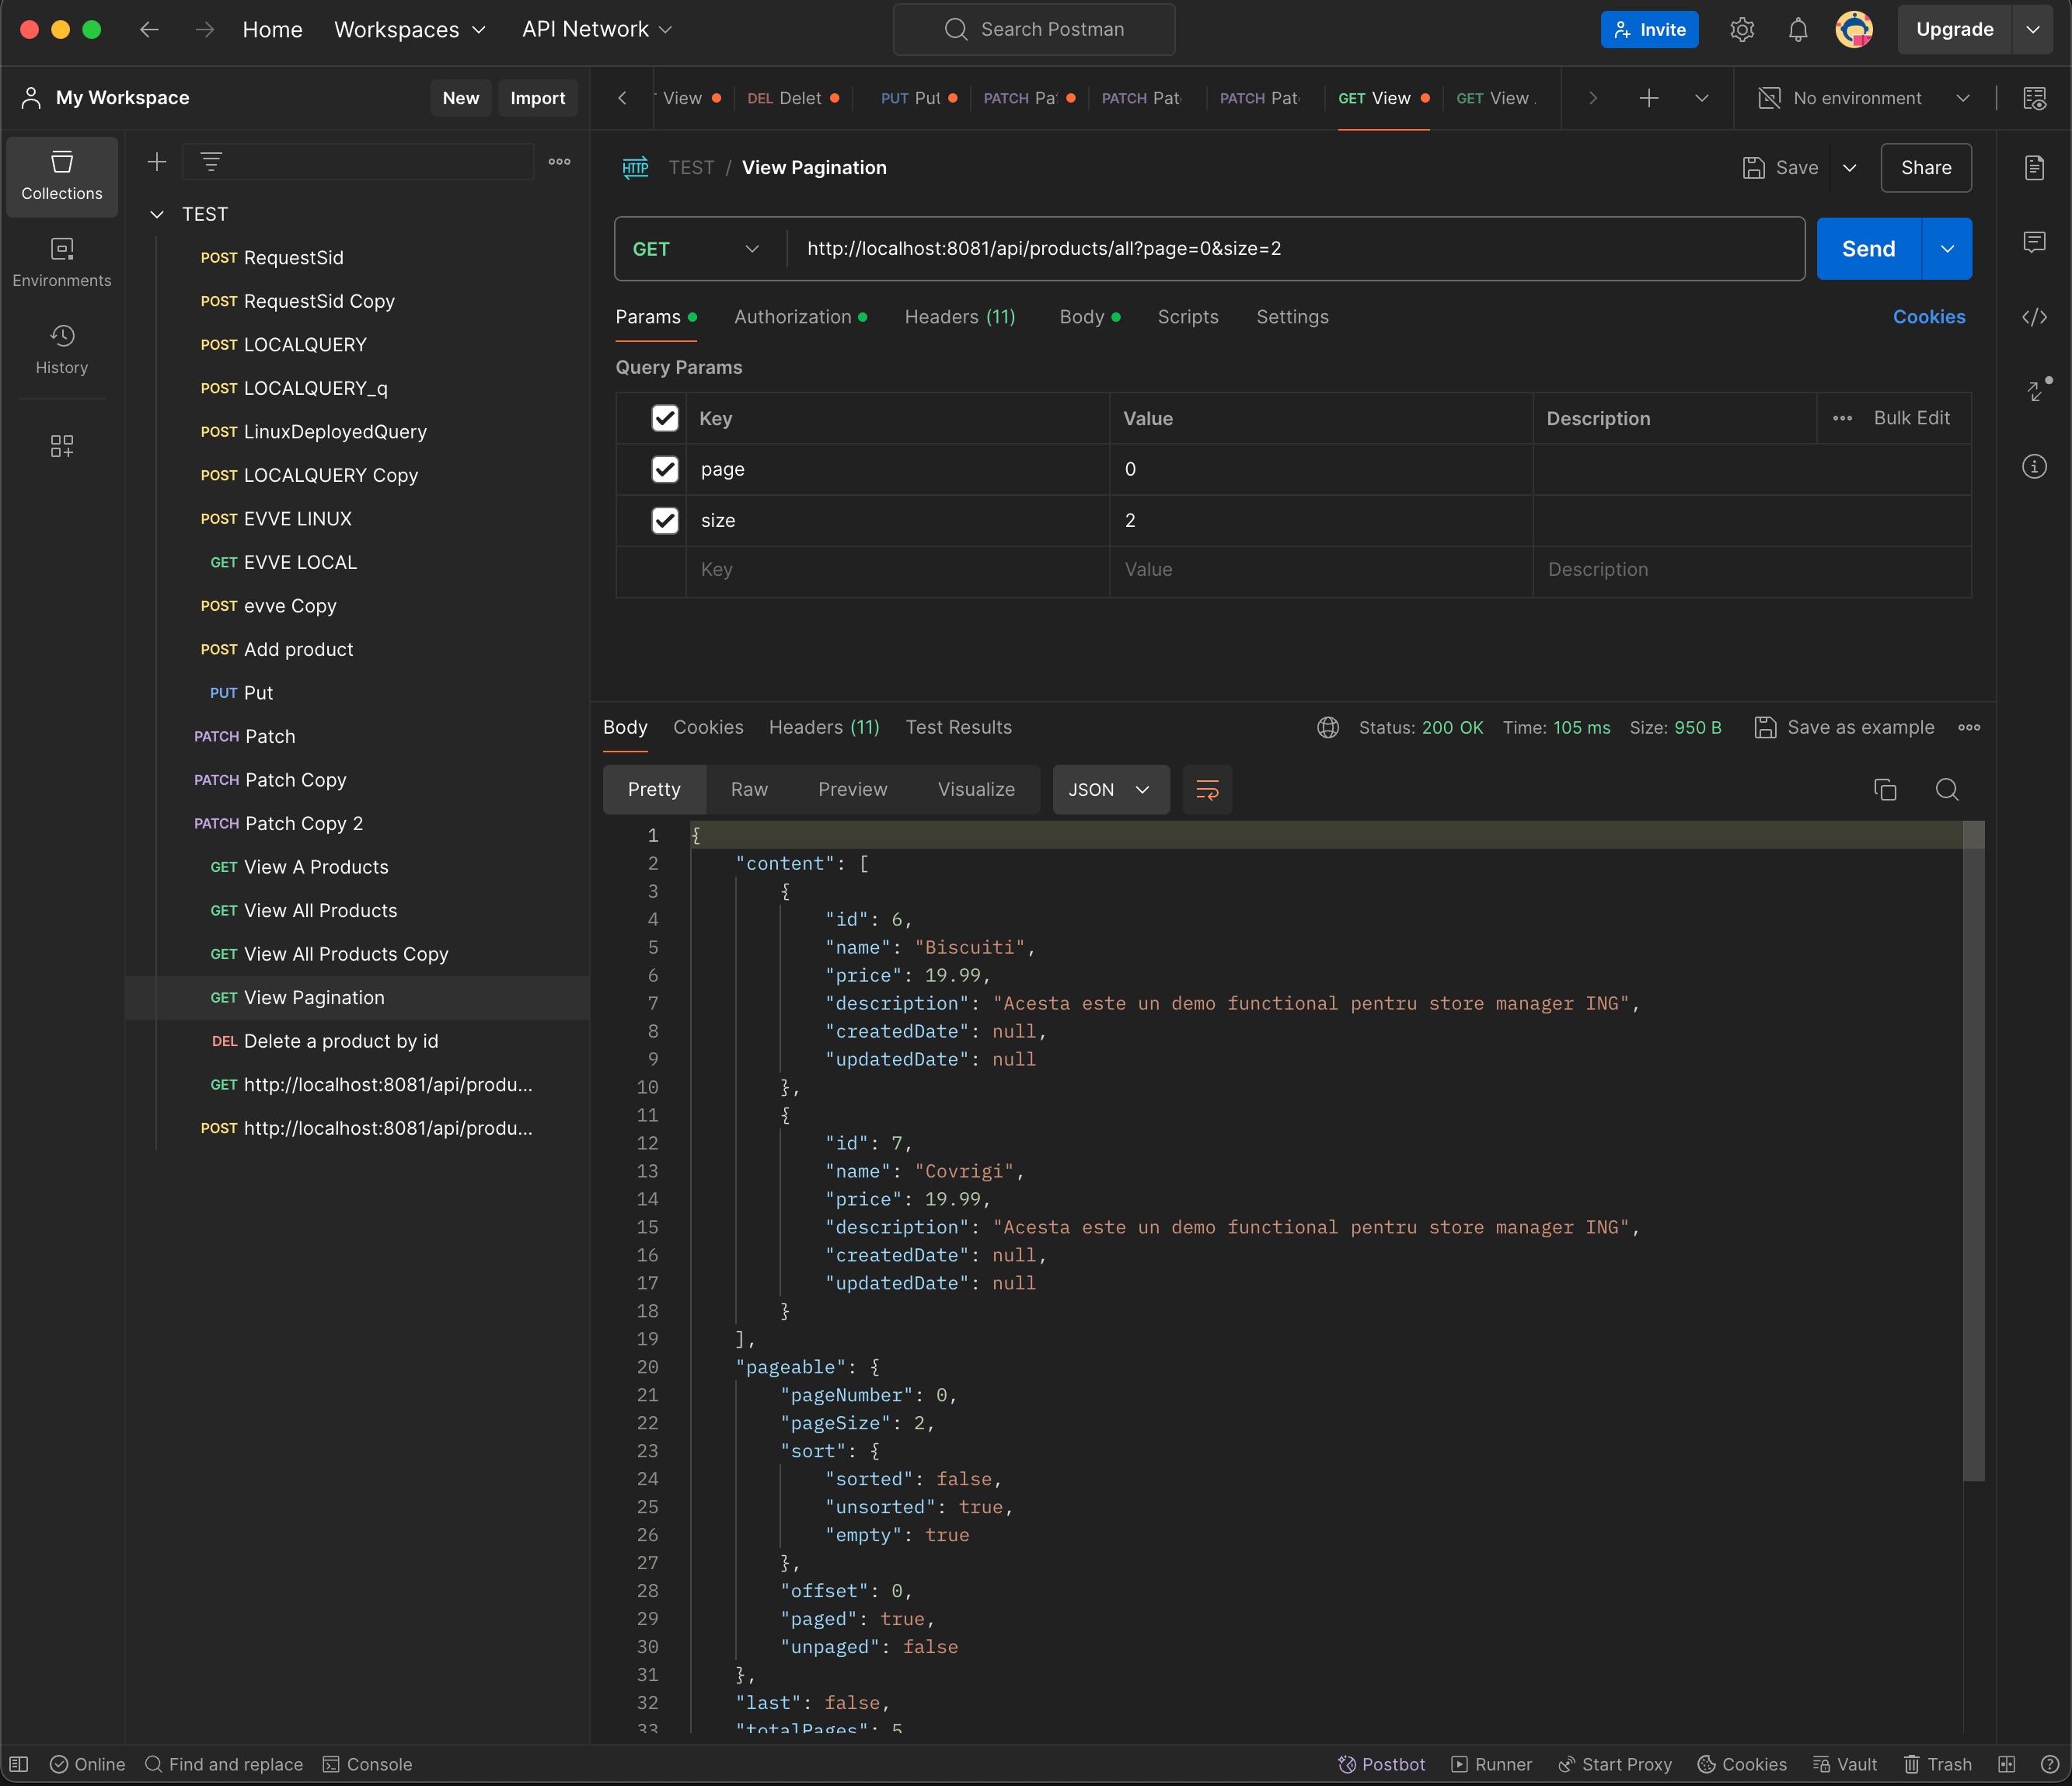 Home
Workspaces
API Network
Search Postman
Invite
Upgrade
My Workspace
New
Import
View
DEL Delet
PUT Put
PATCH Pat
PATCH Pat
PATCH Pat
GET View
GET View
No environment
Collections
Environments
History
TEST
POST RequestSid
POST RequestSid Copy
POST LOCALQUERY
POST LOCALQUERY_q
POST LinuxDeployedQuery
POST LOCALQUERY Copy
POST EVVE LINUX
GET EVVE LOCAL
POST evve Copy
POST Add product
PUT Put
PATCH Patch
PATCH Patch Copy
PATCH Patch Copy 2
GET View A Products
GET View All Products
GET View All Products Copy
GET View Pagination
DEL Delete a product by id
GET http://localhost:8081/api/produ...
POST http://localhost:8081/api/produ...
HTTP TEST / View Pagination
Save
Share
GET
http://localhost:8081/api/products/all?page=0&size=2
Send
Params
Authorization
Headers (11)
Body
Scripts
Settings
Cookies
Query Params
Key Value Description ••• Bulk Edit
page 0
size 2
Key Value Description
Body
Cookies
Headers (11)
Test Results
Status: 200 OK Time: 105 ms Size: 950 B
Save as example
Pretty
Raw
Preview
Visualize
JSON
1 {
2 "content": [
3 {
4 "id": 6,
5 "name": "Biscuiti",
6 "price": 19.99,
7 "description": "Acesta este un demo functional pentru store manager ING",
8 "createdDate": null,
9 "updatedDate": null
10 },
11 {
12 "id": 7,
13 "name": "Covrigi",
14 "price": 19.99,
15 "description": "Acesta este un demo functional pentru store manager ING",
16 "createdDate": null,
17 "updatedDate": null
18 }
19 ],
20 "pageable": {
21 "pageNumber": 0,
22 "pageSize": 2,
23 "sort": {
24 "sorted": false,
25 "unsorted": true,
26 "empty": true
27 },
28 "offset": 0,
29 "paged": true,
30 "unpaged": false
31 },
32 "last": false,
33 "totalPages": 5
Online
Find and replace
Console
Postbot
Runner
Start Proxy
Cookies
Vault
Trash